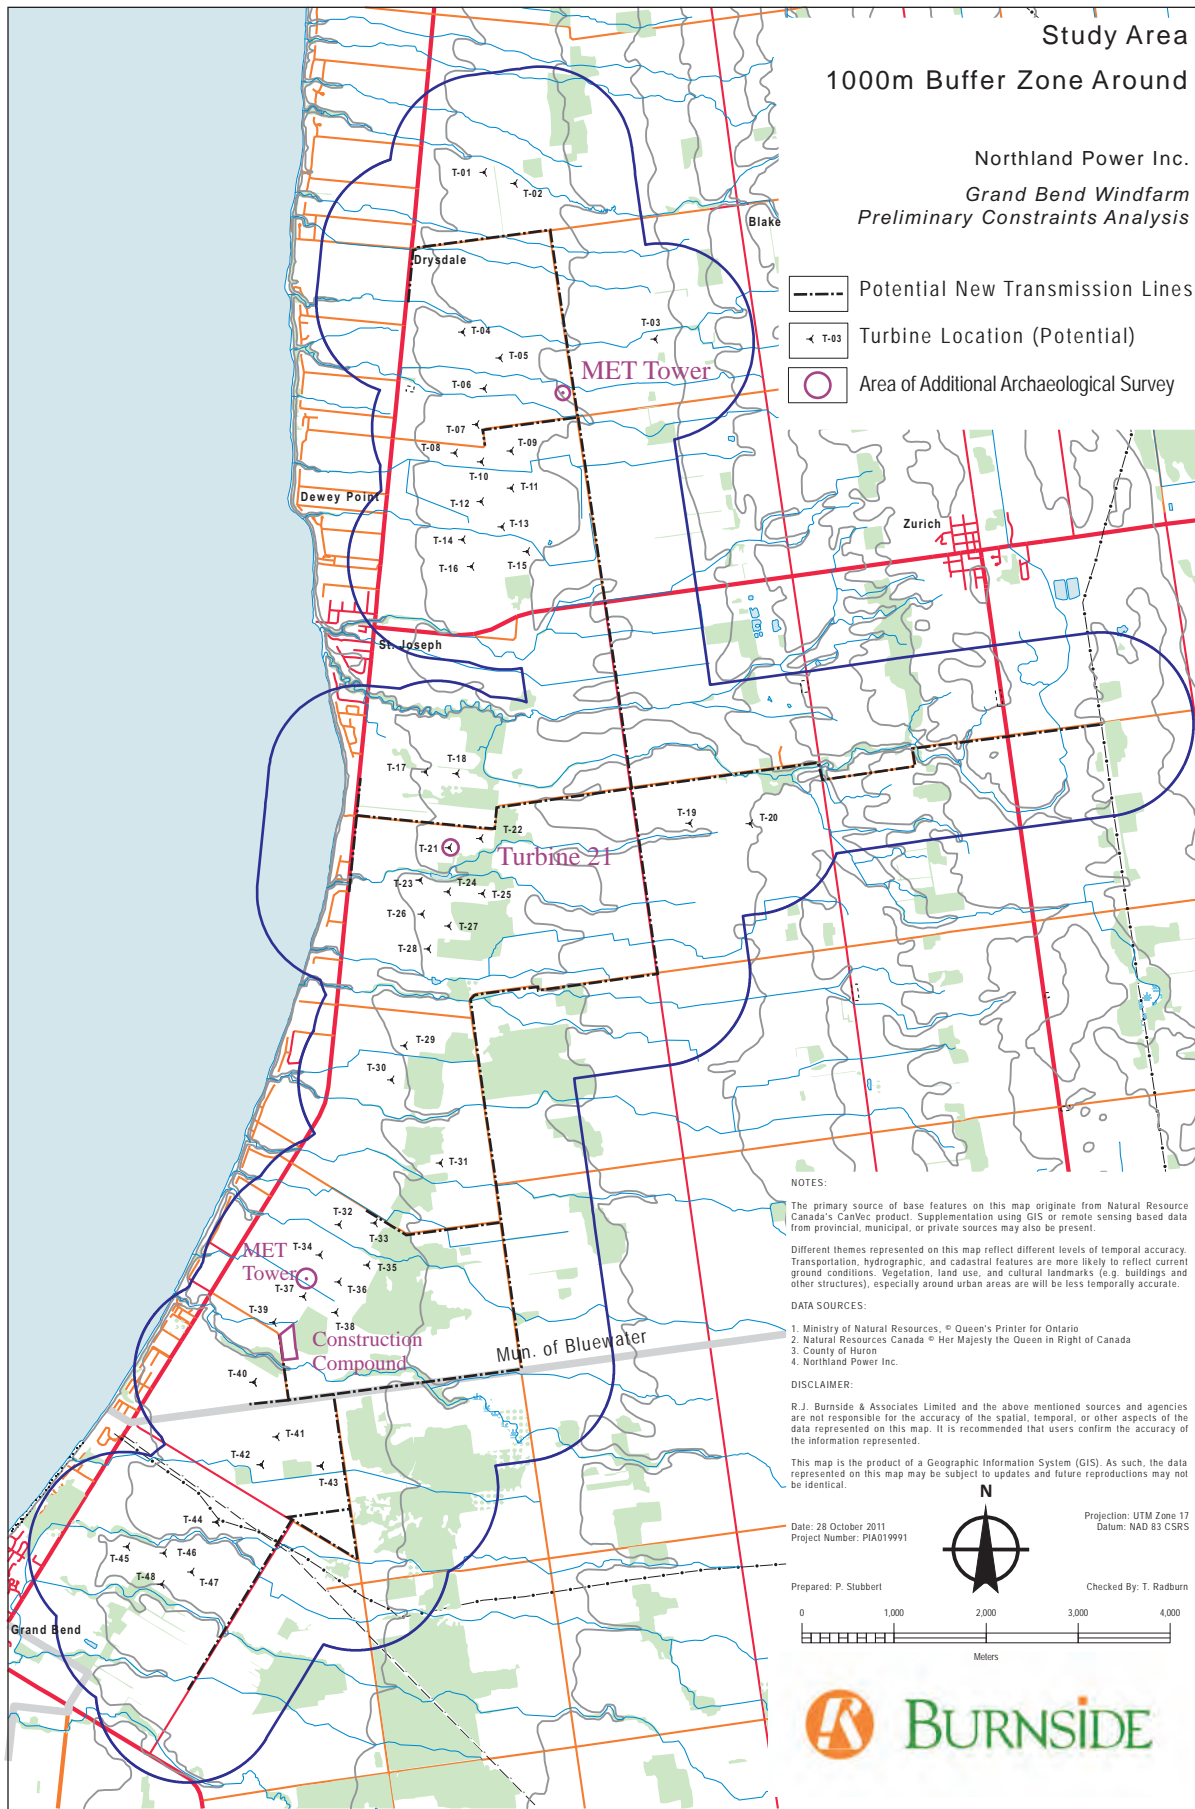 Study Area
1000m Buffer Zone Around
Northland Power Inc.
Grand Bend Windfarm
Preliminary Constraints Analysis
Potential New Transmission Lines
T-03
Turbine Location (Potential)
Area of Additional Archaeological Survey
T-01
T-02
Blake
Drysdale
T-04
T-03
T-05
MET Tower
T-06
T-07
T-08
T-09
T-10
T-11
Dewey Point
T-12
T-13
Zurich
T-14
T-15
T-16
St. Joseph
T-17
T-18
T-19
T-20
T-22
T-21
Turbine 21
T-23
T-24
T-25
T-26
T-27
T-28
T-29
T-30
T-31
T-32
T-33
T-34
MET
Tower
T-35
T-36
T-37
T-38
T-39
Construction
Compound
Mun. of Bluewater
T-40
T-41
T-42
T-43
T-44
T-45
T-46
T-47
T-48
Grand Bend
NOTES:
The primary source of base features on this map originate from Natural Resource
Canada's CanVec product. Supplementation using GIS or remote sensing based data
from provincial, municipal, or private sources may also be present.
Different themes represented on this map reflect different levels of temporal accuracy.
Transportation, hydrographic, and cadastral features are more likely to reflect current
ground conditions. Vegetation, land use, and cultural landmarks (e.g. buildings and
other structures), especially around urban areas are will be less temporally accurate.
DATA SOURCES:
1. Ministry of Natural Resources, © Queen's Printer for Ontario
2. Natural Resources Canada © Her Majesty the Queen in Right of Canada
3. County of Huron
4. Northland Power Inc.
DISCLAIMER:
R.J. Burnside & Associates Limited and the above mentioned sources and agencies
are not responsible for the accuracy of the spatial, temporal, or other aspects of the
data represented on this map. It is recommended that users confirm the accuracy of
the information represented.
This map is the product of a Geographic Information System (GIS). As such, the data
represented on this map may be subject to updates and future reproductions may not
be identical.
N
Date: 28 October 2011
Project Number: PIA019991
Projection: UTM Zone 17
Datum: NAD 83 CSRS
Prepared: P. Slubbert
Checked By: T. Radburn
0 1,000 2,000 3,000 4,000
Meters
BURNSIDE